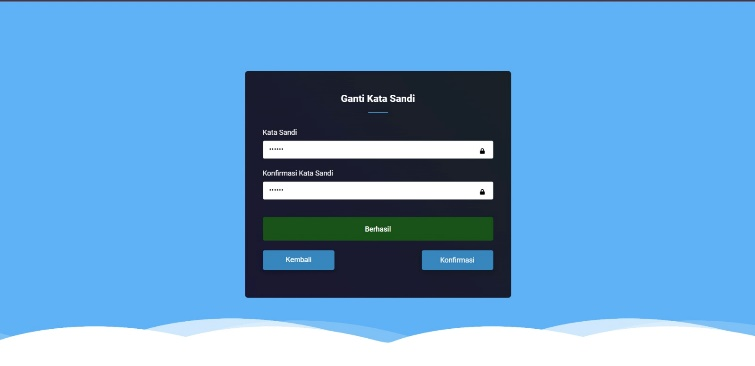 Ganti Kata Sandi
Kata Sandi
••••••
Konfirmasi Kata Sandi
••••••
Berhasil
Kembali
Konfirmasi